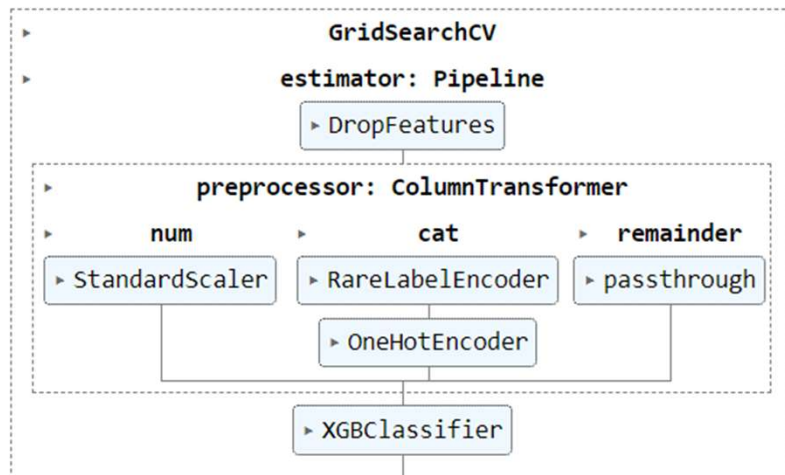 GridSearchCV
estimator: Pipeline
DropFeatures
preprocessor: ColumnTransformer
num cat remainder
StandardScaler RareLabelEncoder passthrough
OneHotEncoder
XGBClassifier